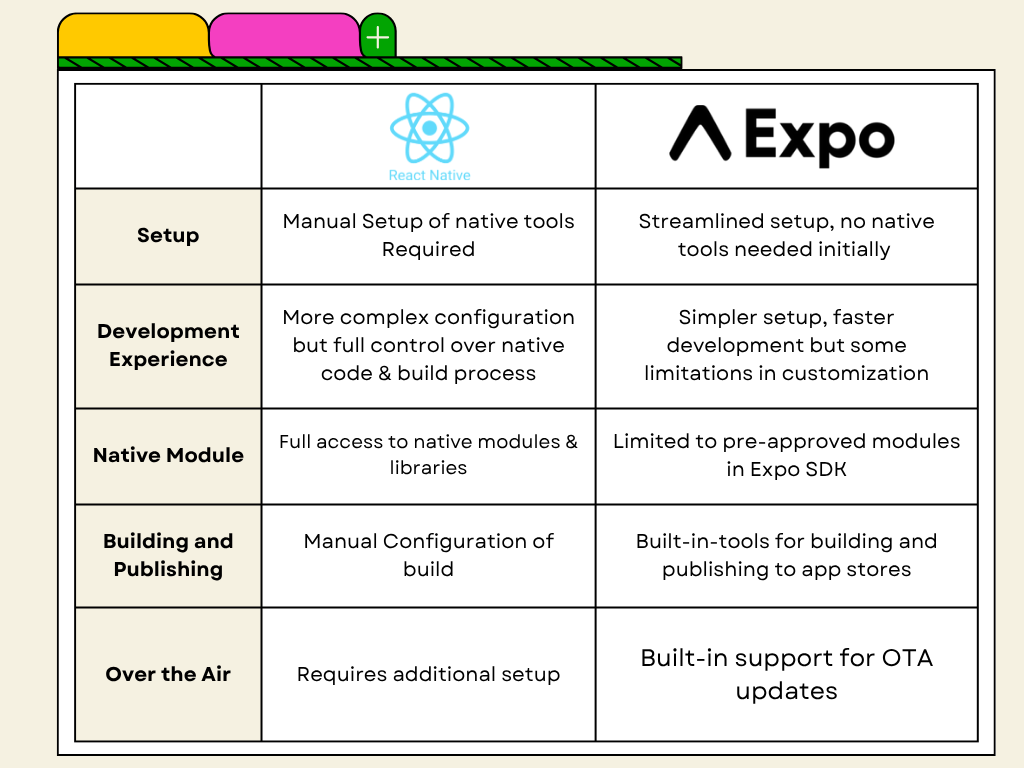 React Native
Expo
Setup
Manual Setup of native tools
Required
Streamlined setup, no native
tools needed initially
Development
Experience
More complex configuration
but full control over native
code & build process
Simpler setup, faster
development but some
limitations in customization
Native Module
Full access to native modules &
libraries
Limited to pre-approved modules
in Expo SDK
Building and
Publishing
Manual Configuration of
build
Built-in-tools for building and
publishing to app stores
Over the Air
Requires additional setup
Built-in support for OTA
updates